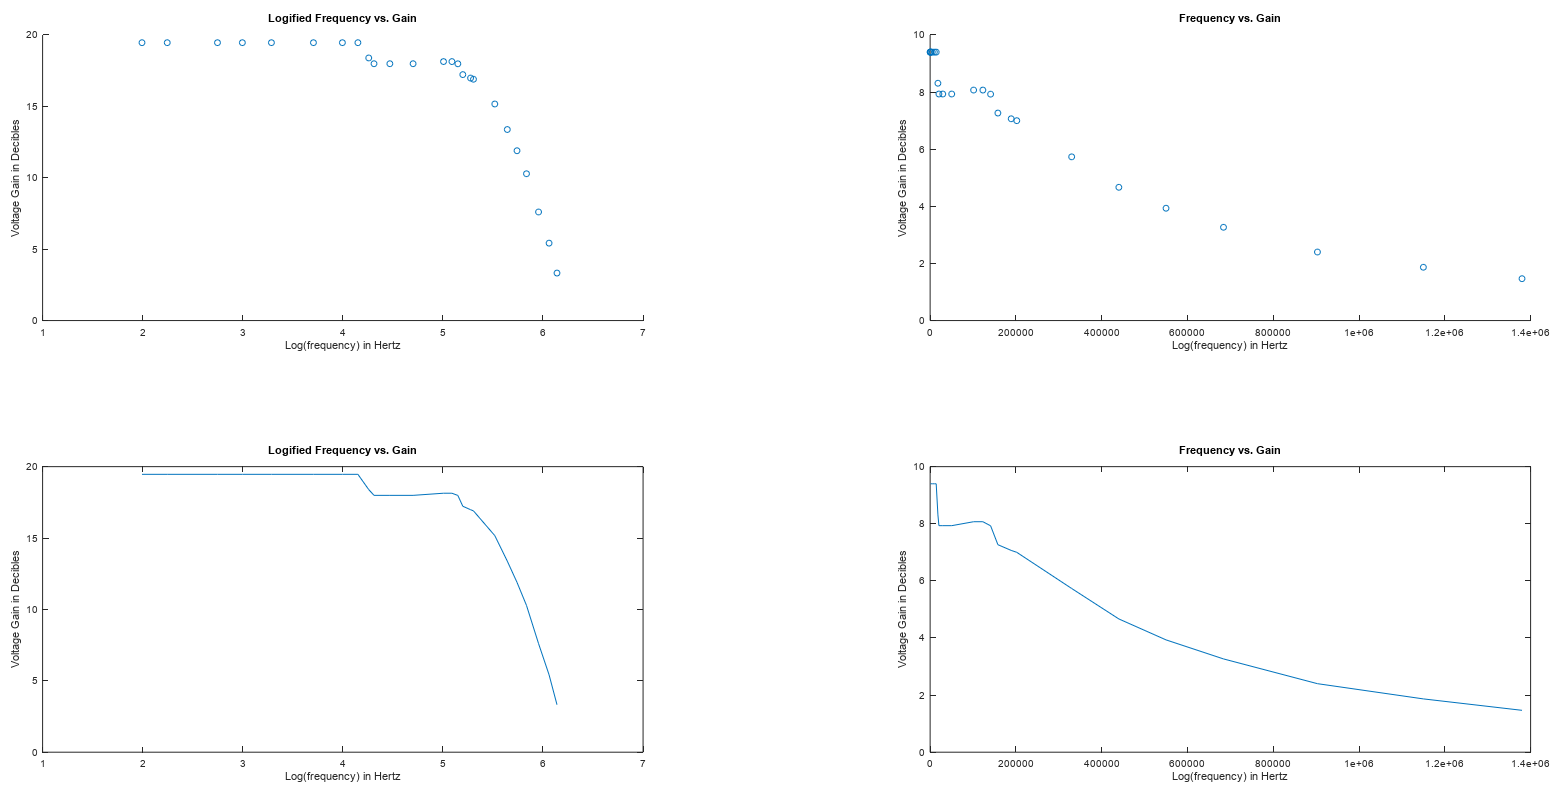 Logified Frequency vs. Gain
20
15
10
5
0
Voltage Gain in Decibles
1 2 3 4 5 6 7
Log(frequency) in Hertz
Frequency vs. Gain
10
8
6
4
2
0
Voltage Gain in Decibles
0 200000 400000 600000 800000 1e+06 1.2e+06 1.4e+06
Log(frequency) in Hertz
Logified Frequency vs. Gain
20
15
10
5
0
Voltage Gain in Decibles
1 2 3 4 5 6 7
Log(frequency) in Hertz
Frequency vs. Gain
10
8
6
4
2
0
Voltage Gain in Decibles
0 200000 400000 600000 800000 1e+06 1.2e+06 1.4e+06
Log(frequency) in Hertz